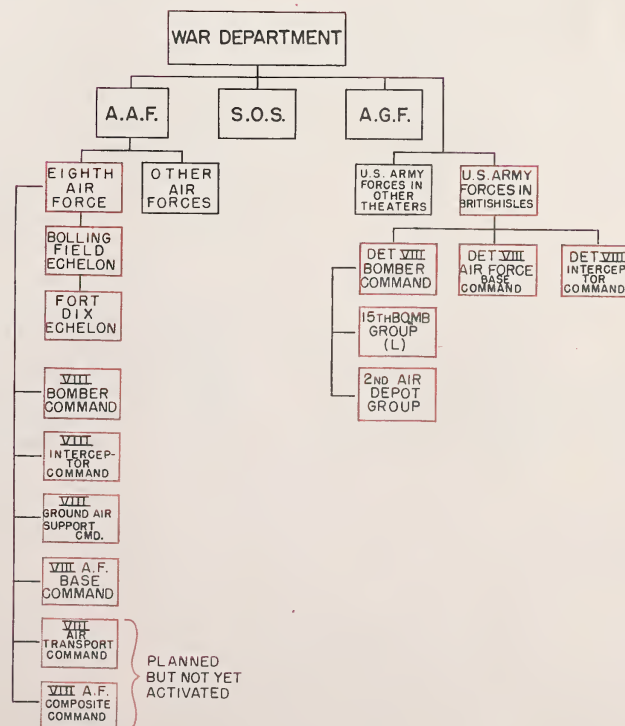 WAR DEPARTMENT
A.A.F.
S.O.S.
A.G.F.
EIGHTH
AIR
FORCE
OTHER
AIR
FORCES
U.S. ARMY
FORCES IN
OTHER
THEATERS
U.S. ARMY
FORCES IN
BRITISH ISLES
BOLLING
FIELD
ECHELON
FORT
DIX
ECHELON
DET VIII
BOMBER
COMMAND
DET VIII
AIR FORCE
BASE
COMMAND
DET VIII
INTERCEP-
TOR
COMMAND
15TH BOMB
GROUP
(L)
2ND AIR
DEPOT
GROUP
VIII
BOMBER
COMMAND
VIII
INTERCEP-
TOR
COMMAND
VIII
GROUND AIR
SUPPORT
CMD.
VIII A.F.
BASE
COMMAND
VIII
AIR
TRANSPORT
COMMAND
VIII A.F.
COMPOSITE
COMMAND
PLANNED
BUT NOT YET
ACTIVATED